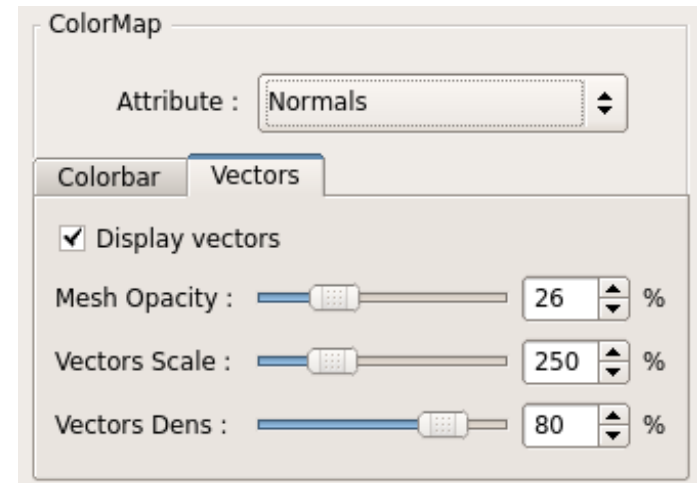 ColorMap
Attribute : Normals
Colorbar Vectors
Display vectors
Mesh Opacity : 26 %
Vectors Scale : 250 %
Vectors Dens : 80 %